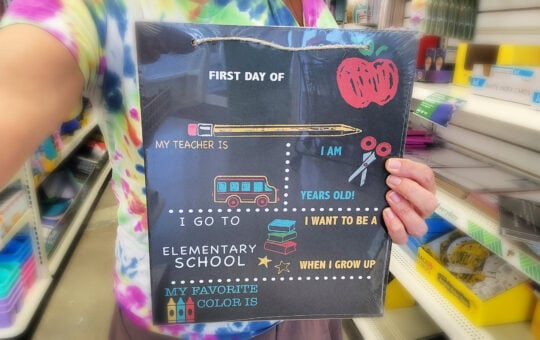 FIRST DAY OF
MY TEACHER IS
I AM
YEARS OLD!
I GO TO
ELEMENTARY
SCHOOL
I WANT TO BE A
WHEN I GROW UP
MY FAVORITE
COLOR IS